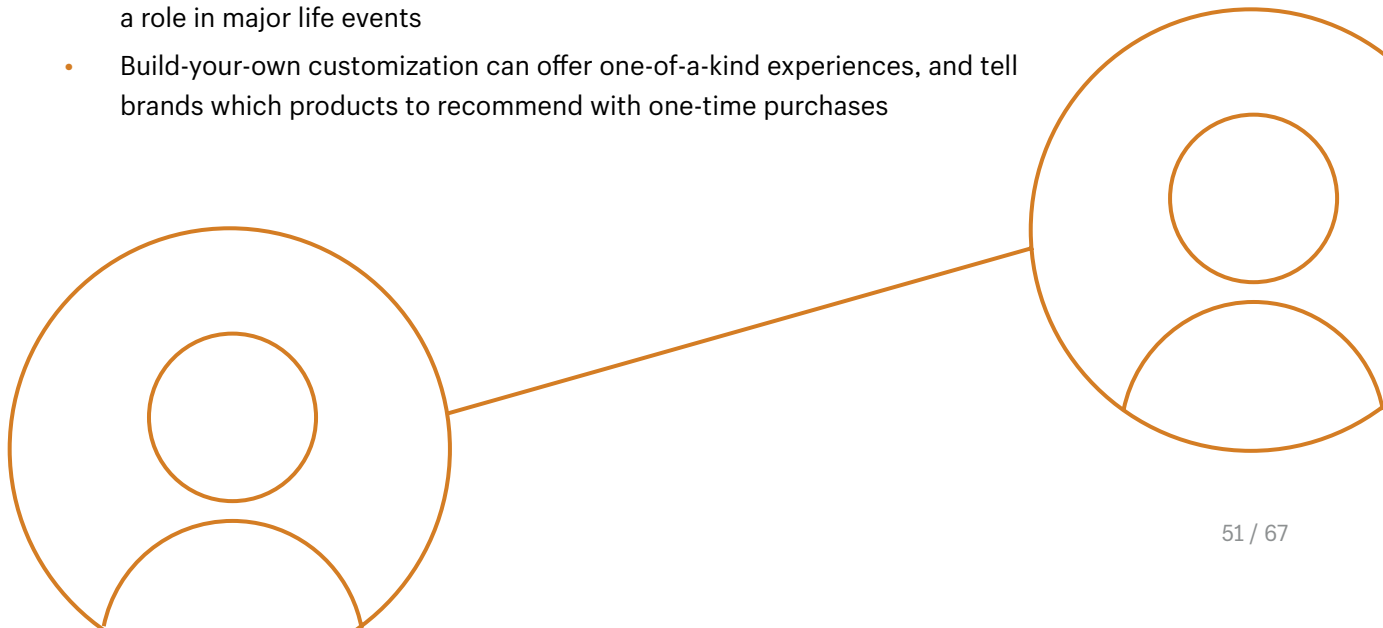 a role in major life events
• Build-your-own customization can offer one-of-a-kind experiences, and tell
brands which products to recommend with one-time purchases
51 / 67